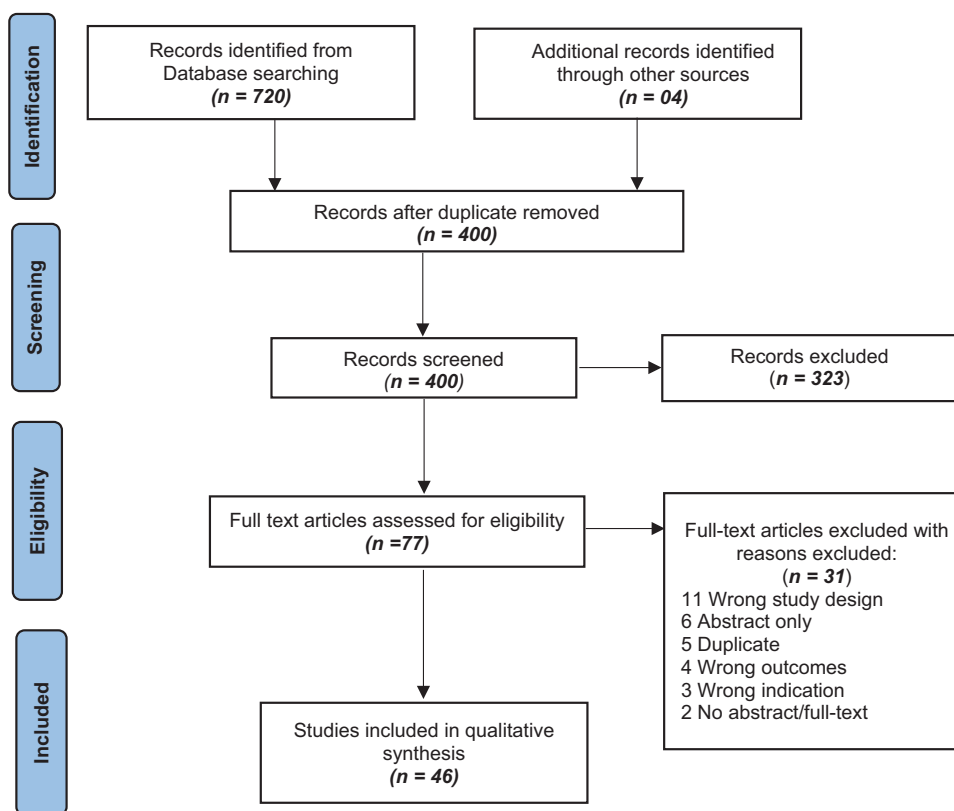 Identification
Records identified from
Database searching
(n = 720)
Additional records identified
through other sources
(n = 04)
Records after duplicate removed
(n = 400)
Screening
Records screened
(n = 400)
Records excluded
(n = 323)
Eligibility
Full text articles assessed for eligibility
(n =77)
Full-text articles excluded with
reasons excluded:
(n = 31)
11 Wrong study design
6 Abstract only
5 Duplicate
4 Wrong outcomes
3 Wrong indication
2 No abstract/full-text
Included
Studies included in qualitative
synthesis
(n = 46)